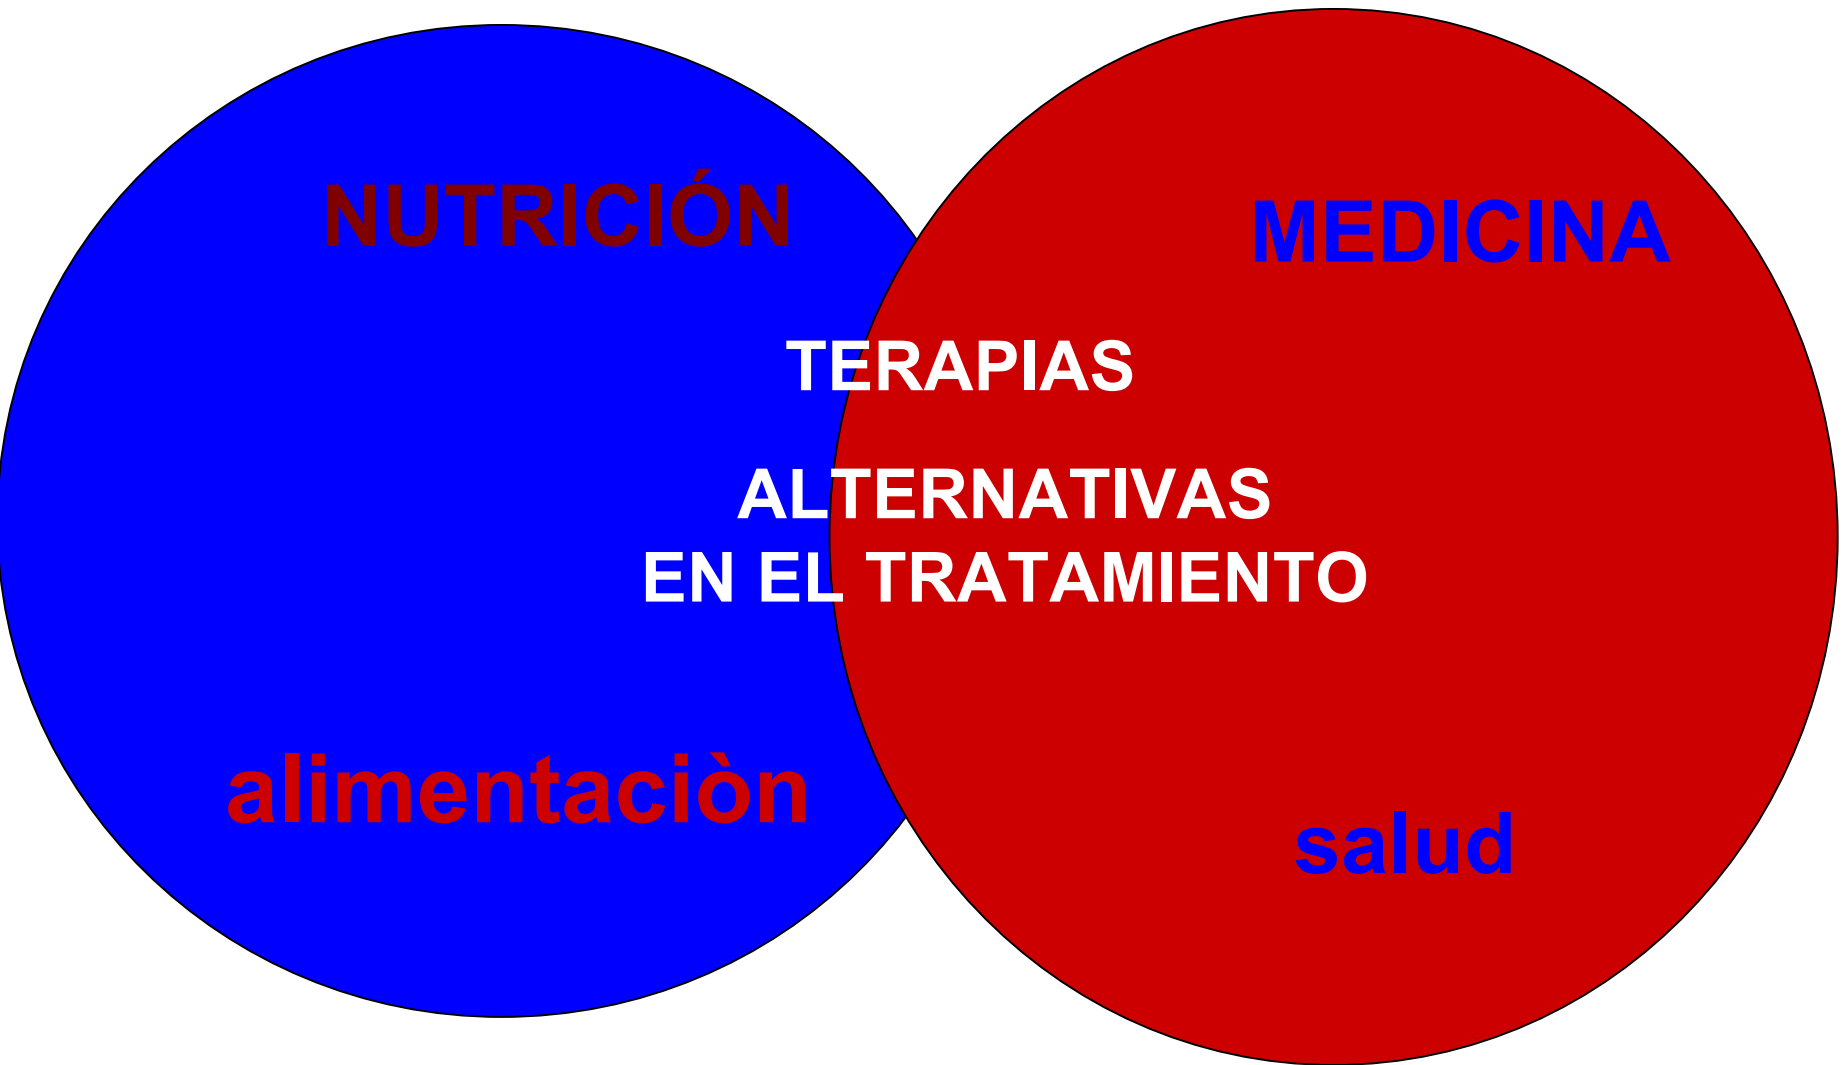 NUTRICIÓN
MEDICINA
TERAPIAS
ALTERNATIVAS
EN EL TRATAMIENTO
alimentaciòn
salud